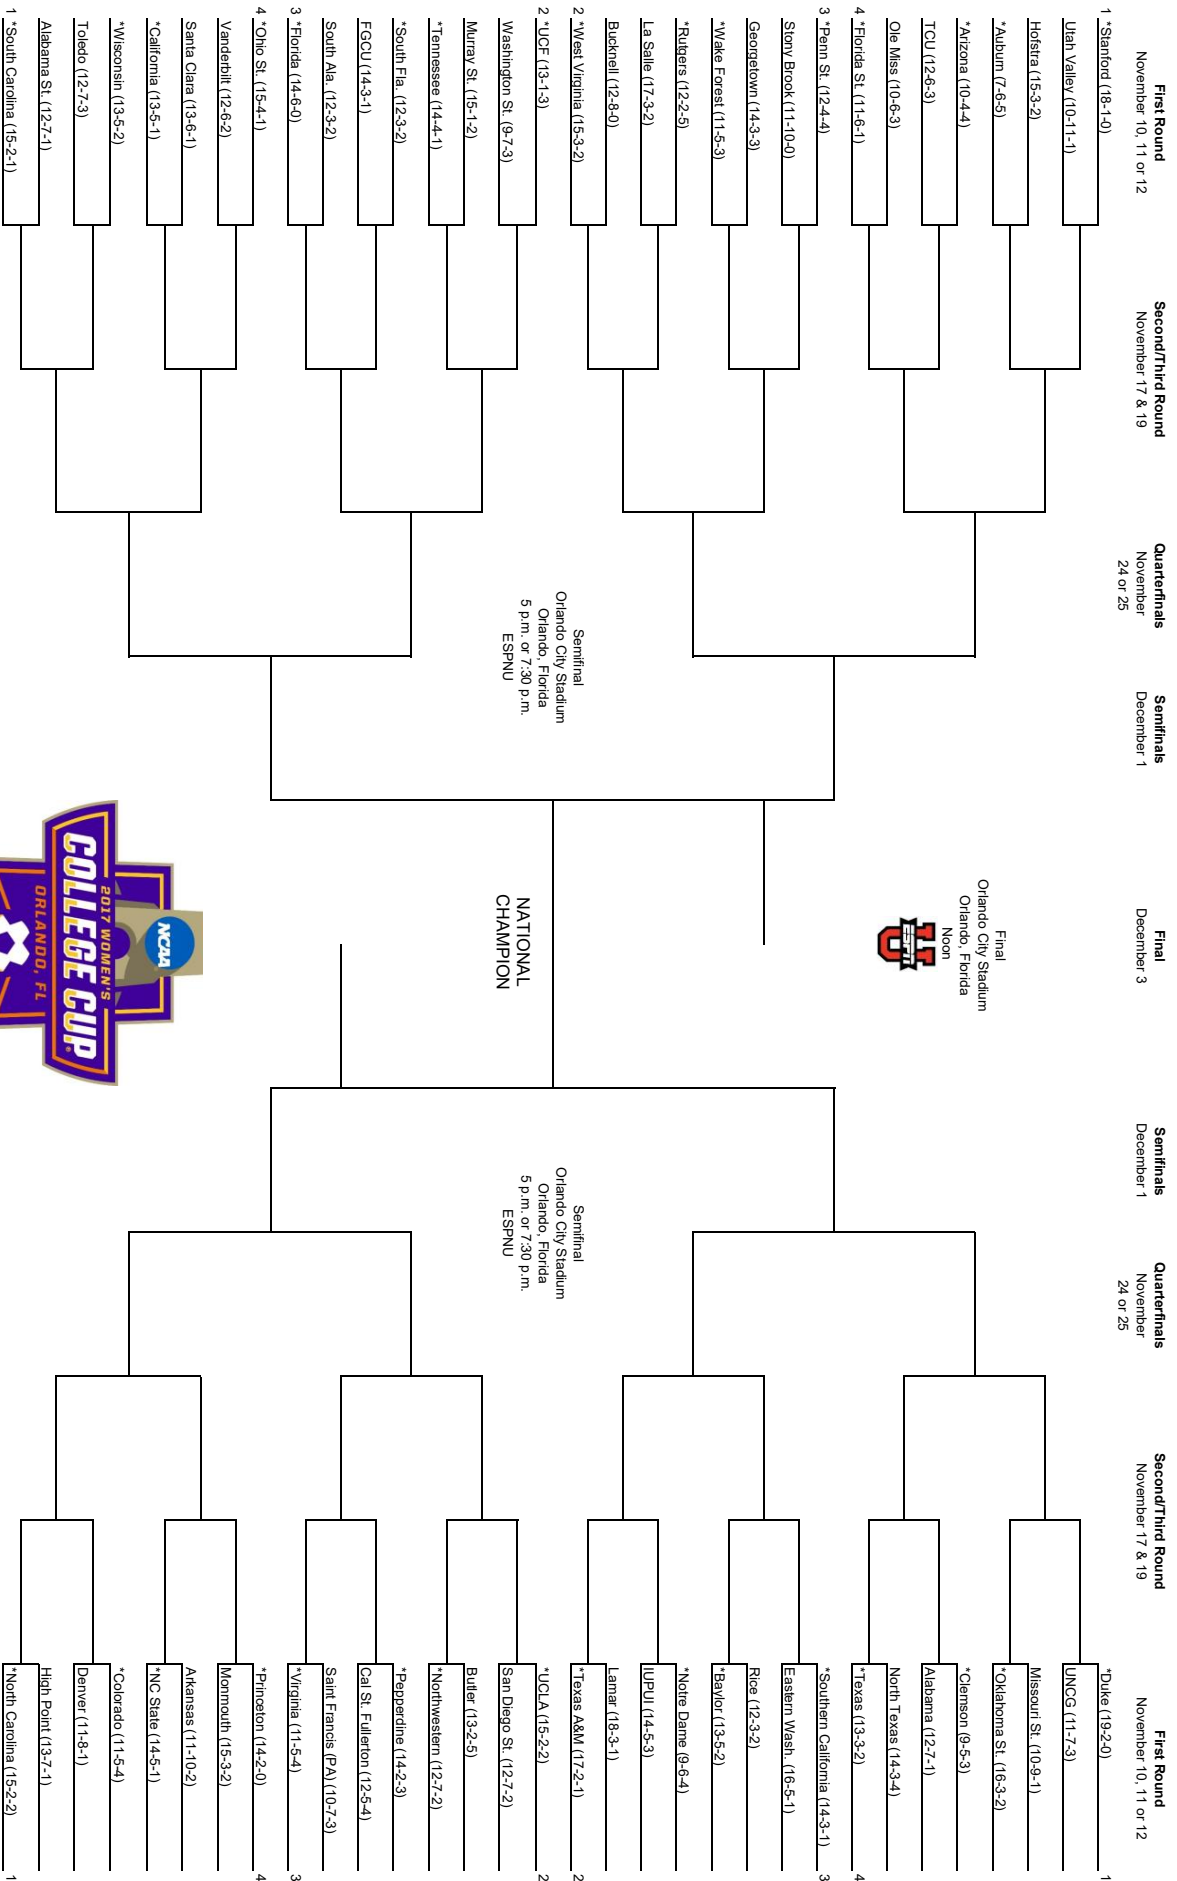 First Round
November 10, 11 or 12
Second/Third Round
November 17 & 19
Quarterfinals
November
24 or 25
Semifinals
December 1
Final
December 3
Semifinals
December 1
Quarterfinals
November
24 or 25
Second/Third Round
November 17 & 19
First Round
November 10, 11 or 12
1 *Stanford (18-1-0)
Utah Valley (10-11-1)
Hofstra (15-3-2)
*Auburn (7-6-5)
*Arizona (10-4-4)
TCU (12-6-3)
Ole Miss (10-6-3)
4 *Florida St. (11-6-1)
3 *Penn St. (12-4-4)
Stony Brook (11-10-0)
Georgetown (14-3-3)
*Wake Forest (11-5-3)
*Rutgers (12-2-5)
La Salle (17-3-2)
Bucknell (12-8-0)
2 *West Virginia (15-3-2)
2 *UCF (13-1-3)
Washington St. (9-7-3)
Murray St. (15-1-2)
*Tennessee (14-4-1)
*South Fla. (12-3-2)
FGCU (14-3-1)
South Ala. (12-3-2)
3 *Florida (14-6-0)
4 *Ohio St. (15-4-1)
Vanderbilt (12-6-2)
Santa Clara (13-6-1)
*California (13-5-1)
*Wisconsin (13-5-2)
Toledo (12-7-3)
Alabama St. (12-7-1)
1 *South Carolina (15-2-1)
Semifinal
Orlando City Stadium
Orlando, Florida
5 p.m. or 7:30 p.m.
ESPNU
Final
Orlando City Stadium
Orlando, Florida
Noon
ESPN
U
NATIONAL
CHAMPION
NCAA
2017 WOMEN'S
COLLEGE CUP®
ORLANDO, FL
Semifinal
Orlando City Stadium
Orlando, Florida
5 p.m. or 7:30 p.m.
ESPNU
*Duke (19-2-0) 1
UNCG (11-7-3)
Missouri St. (10-9-1)
*Oklahoma St. (16-3-2)
*Clemson (9-5-3)
Alabama (12-7-1)
North Texas (14-3-4)
*Texas (13-3-2) 4
*Southern California (14-3-1) 3
Eastern Wash. (16-5-1)
Rice (12-3-2)
*Baylor (13-5-2)
*Notre Dame (9-6-4)
IUPUI (14-5-3)
Lamar (18-3-1)
*Texas A&M (17-2-1) 2
*UCLA (15-2-2) 2
San Diego St. (12-7-2)
Butler (13-2-5)
*Northwestern (12-7-2)
*Pepperdine (14-2-3)
Cal St. Fullerton (12-5-4)
Saint Francis (PA) (10-7-3)
*Virginia (11-5-4) 3
*Princeton (14-2-0) 4
Monmouth (15-3-2)
Arkansas (11-10-2)
*NC State (14-5-1)
*Colorado (11-5-4)
Denver (11-8-1)
High Point (13-7-1)
*North Carolina (15-2-2) 1